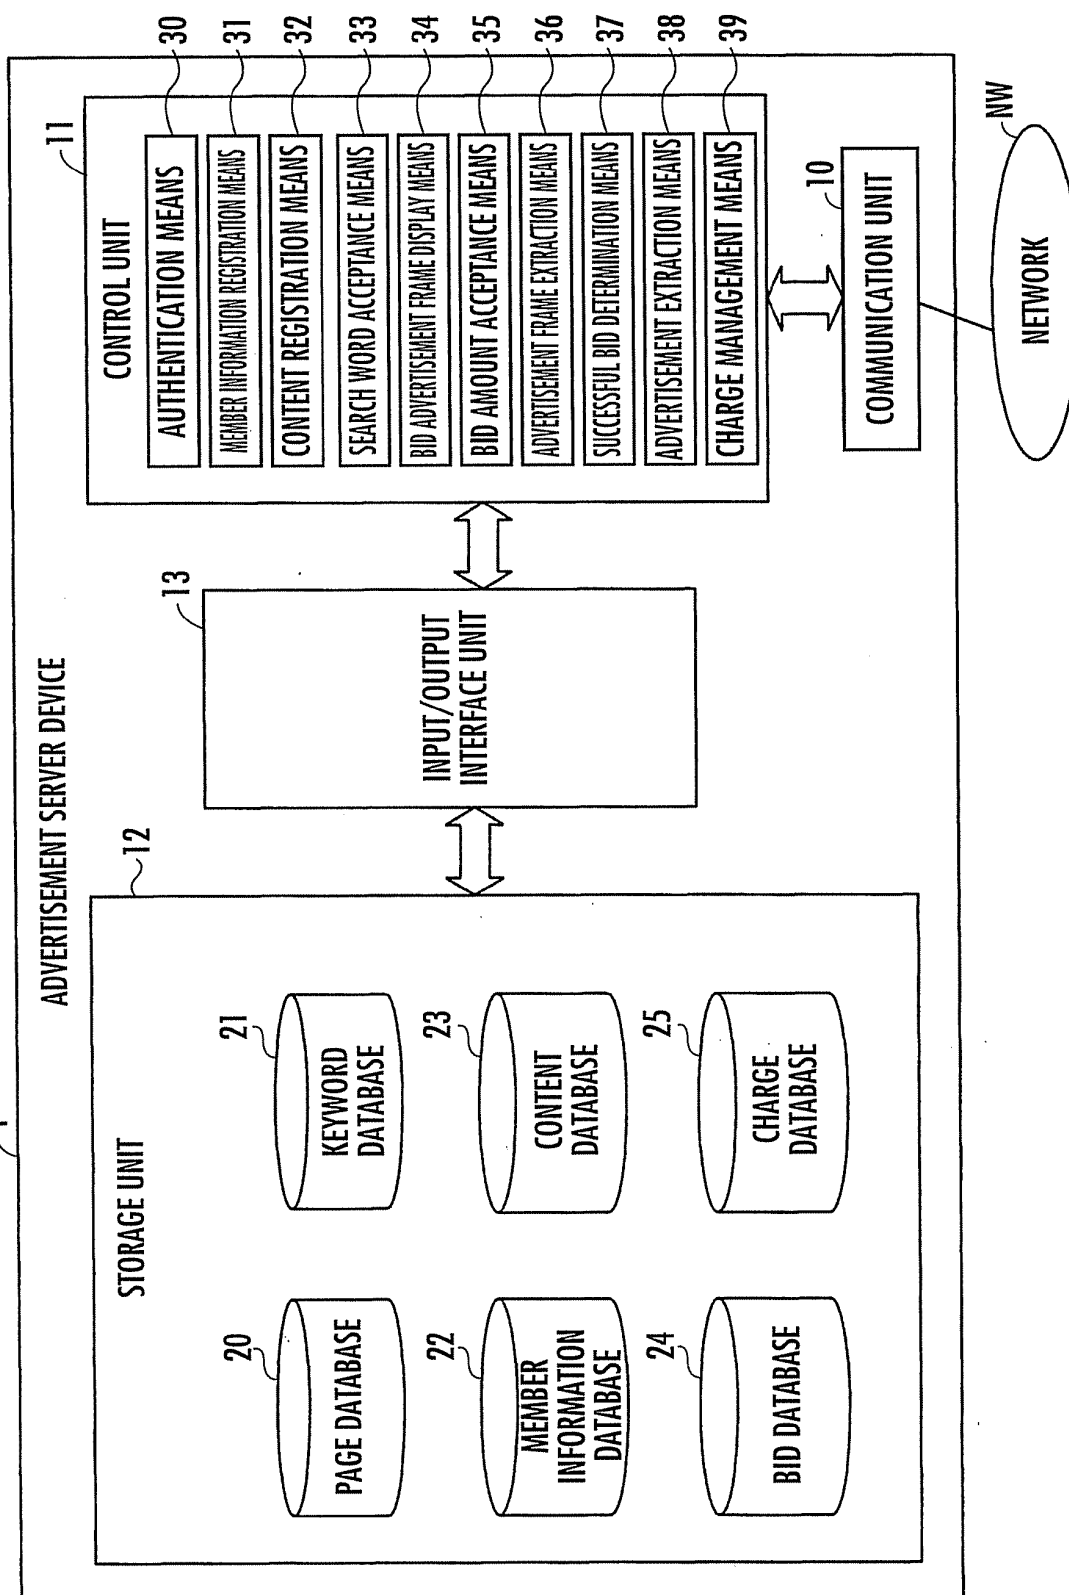 ADVERTISEMENT SERVER DEVICE
12
STORAGE UNIT
20
PAGE DATABASE
21
KEYWORD
DATABASE
22
MEMBER
INFORMATION
DATABASE
23
CONTENT
DATABASE
24
BID DATABASE
25
CHARGE
DATABASE
13
INPUT/OUTPUT
INTERFACE UNIT
11
CONTROL UNIT
AUTHENTICATION MEANS
30
MEMBER INFORMATION REGISTRATION MEANS
31
CONTENT REGISTRATION MEANS
32
SEARCH WORD ACCEPTANCE MEANS
33
BID ADVERTISEMENT FRAME DISPLAY MEANS
34
BID AMOUNT ACCEPTANCE MEANS
35
ADVERTISEMENT FRAME EXTRACTION MEANS
36
SUCCESSFUL BID DETERMINATION MEANS
37
ADVERTISEMENT EXTRACTION MEANS
38
CHARGE MANAGEMENT MEANS
39
10
COMMUNICATION UNIT
NW
NETWORK